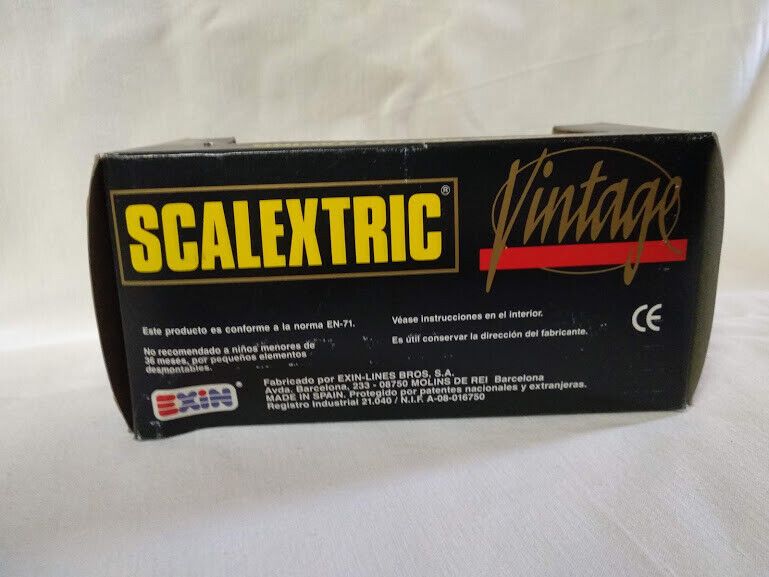 SCALEXTRIC®
Vintage
Este producto es conforme a la norma EN-71.
No recomendado a niños menores de
36 meses, por pequeños elementos
desmontables.
Véase instrucciones en el interior.
Es útil conservar la dirección del fabricante.
CE
EXIN®
Fabricado por EXIN-LINES BROS, S.A.
Avda. Barcelona, 233 - 08750 MOLINS DE REI Barcelona
MADE IN SPAIN. Protegido por patentes nacionales y extranjeras.
Registro Industrial 21.040 / N.I.F. A-08-016750